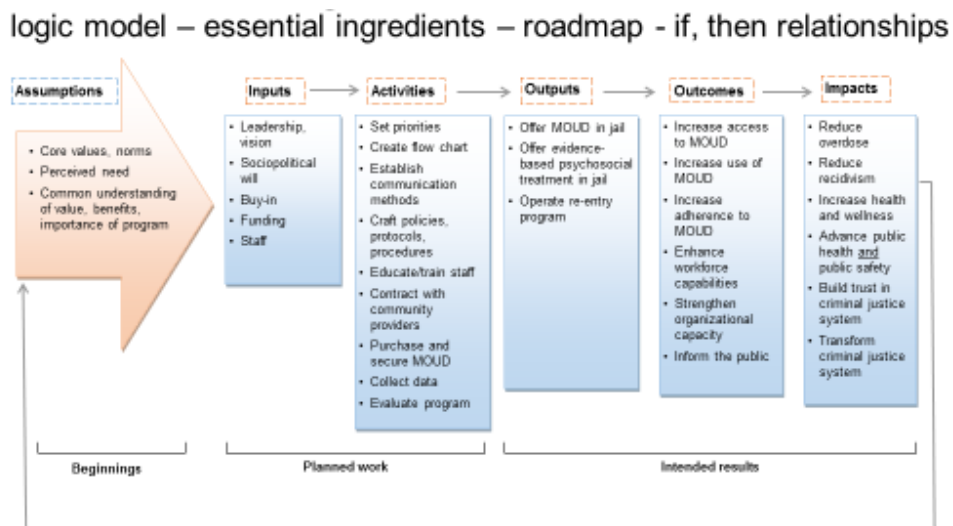 logic model – essential ingredients – roadmap - if, then relationships
Assumptions
• Core values, norms
• Perceived need
• Common understanding
of value, benefits,
importance of program
Inputs
• Leadership,
vision
• Sociopolitical
will
• Buy-in
• Funding
• Staff
Activities
• Set priorities
• Create flow chart
• Establish
communication
methods
• Craft policies,
protocols,
procedures
• Educate/train staff
• Contract with
community
providers
• Purchase and
secure MOUD
• Collect data
• Evaluate program
Outputs
• Offer MOUD in jail
• Offer evidence-
based psychosocial
treatment in jail
• Operate re-entry
program
Outcomes
• Increase access
to MOUD
• Increase use of
MOUD
• Increase
adherence to
MOUD
• Enhance
workforce
capabilities
• Strengthen
organizational
capacity
• Inform the public
Impacts
• Reduce
overdose
• Reduce
recidivism
• Increase health
and wellness
• Advance public
health and
public safety
• Build trust in
criminal justice
system
• Transform
criminal justice
system
Beginnings
Planned work
Intended results